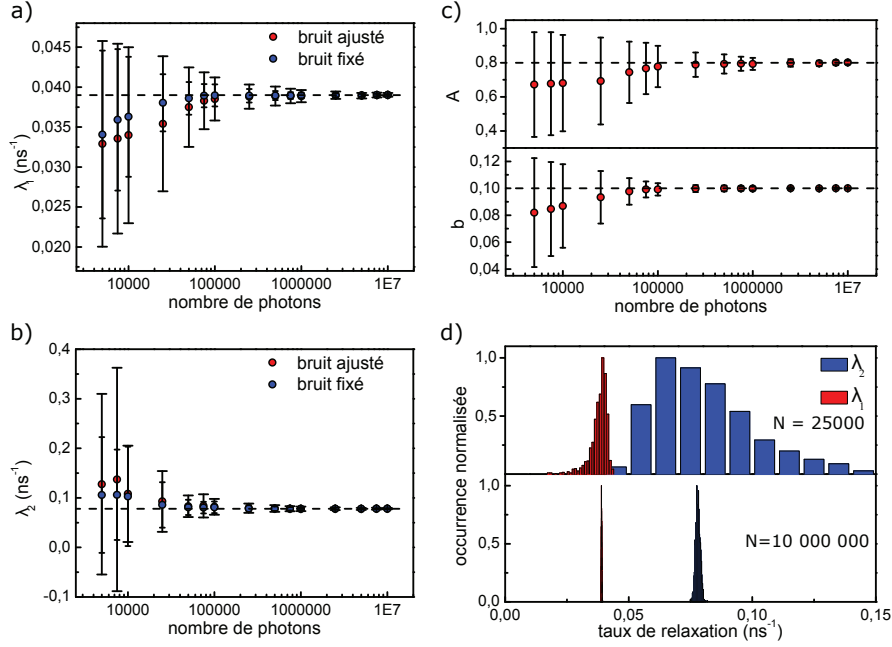 a)
bruit ajusté
bruit fixé
0,045
0,040
0,035
0,030
0,025
0,020
λ₁ (ns⁻¹)
10000 100000 1000000 1E7
nombre de photons
b)
bruit ajusté
bruit fixé
0,4
0,3
0,2
0,1
0,0
-0,1
λ₂ (ns⁻¹)
10000 100000 1000000 1E7
nombre de photons
c)
1,0
0,8
0,6
0,4
A
0,12
0,10
0,08
0,06
0,04
b
10000 100000 1000000 1E7
nombre de photons
d)
1,0
0,5
λ₂
λ₁
N = 25000
occurrence normalisée
1,0
0,5
0,0
N=10 000 000
0,00 0,05 0,10 0,15
taux de relaxation (ns⁻¹)